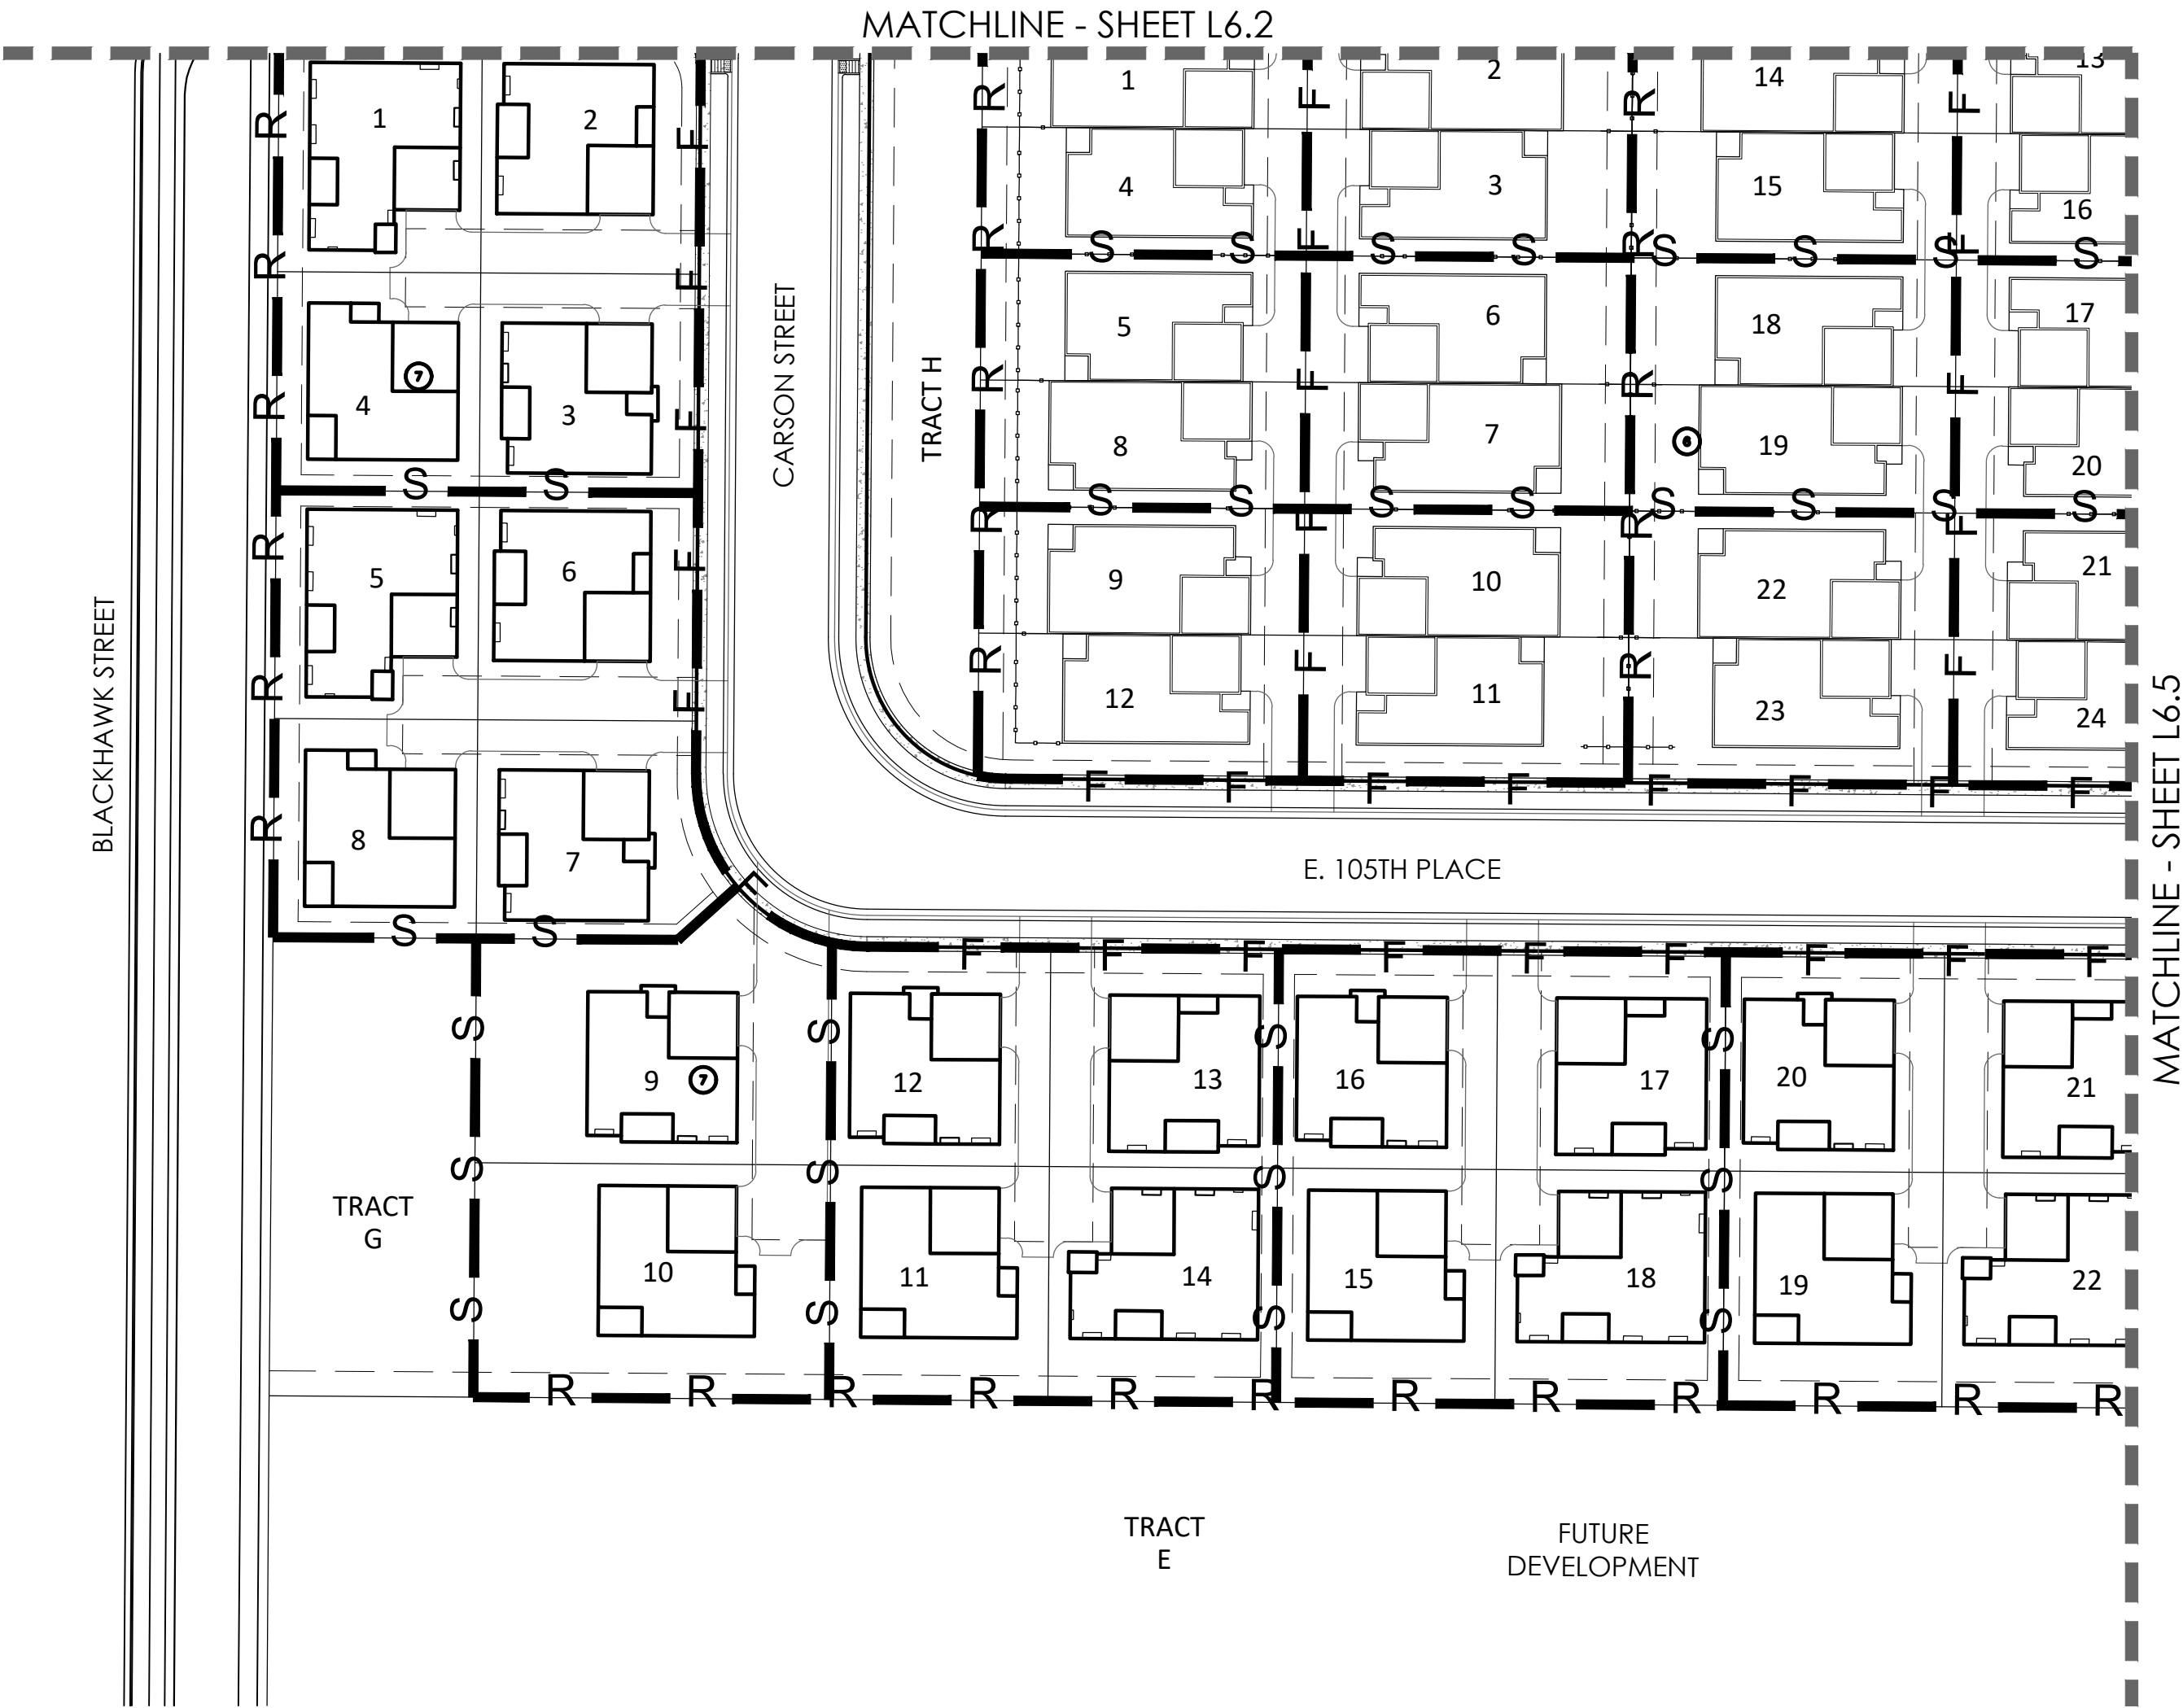 MATCHLINE - SHEET L6.2
1
2
1
2
14
13
R
F
R
F
R
F
4
3
15
16
R
F
R
F
R
F
S
S
S
S
S
S
S
S
CARSON STREET
TRACT H
5
6
18
17
4
7
3
R
F
R
F
R
F
8
7
6
19
20
S
S
S
S
S
S
S
S
S
S
R
F
R
F
R
F
5
6
9
10
22
21
BLACKHAWK STREET
R
F
R
F
R
F
12
11
23
24
MATCHLINE - SHEET L6.5
F
F
F
F
F
F
F
F
R
8
7
E. 105TH PLACE
F
S
S
F
F
F
F
F
F
F
F
F
S
S
S
S
9
7
12
13
16
17
20
21
S
S
S
S
TRACT
G
10
11
14
15
18
19
22
S
S
S
S
R
R
R
R
R
R
R
R
R
R
R
R
TRACT
E
FUTURE
DEVELOPMENT